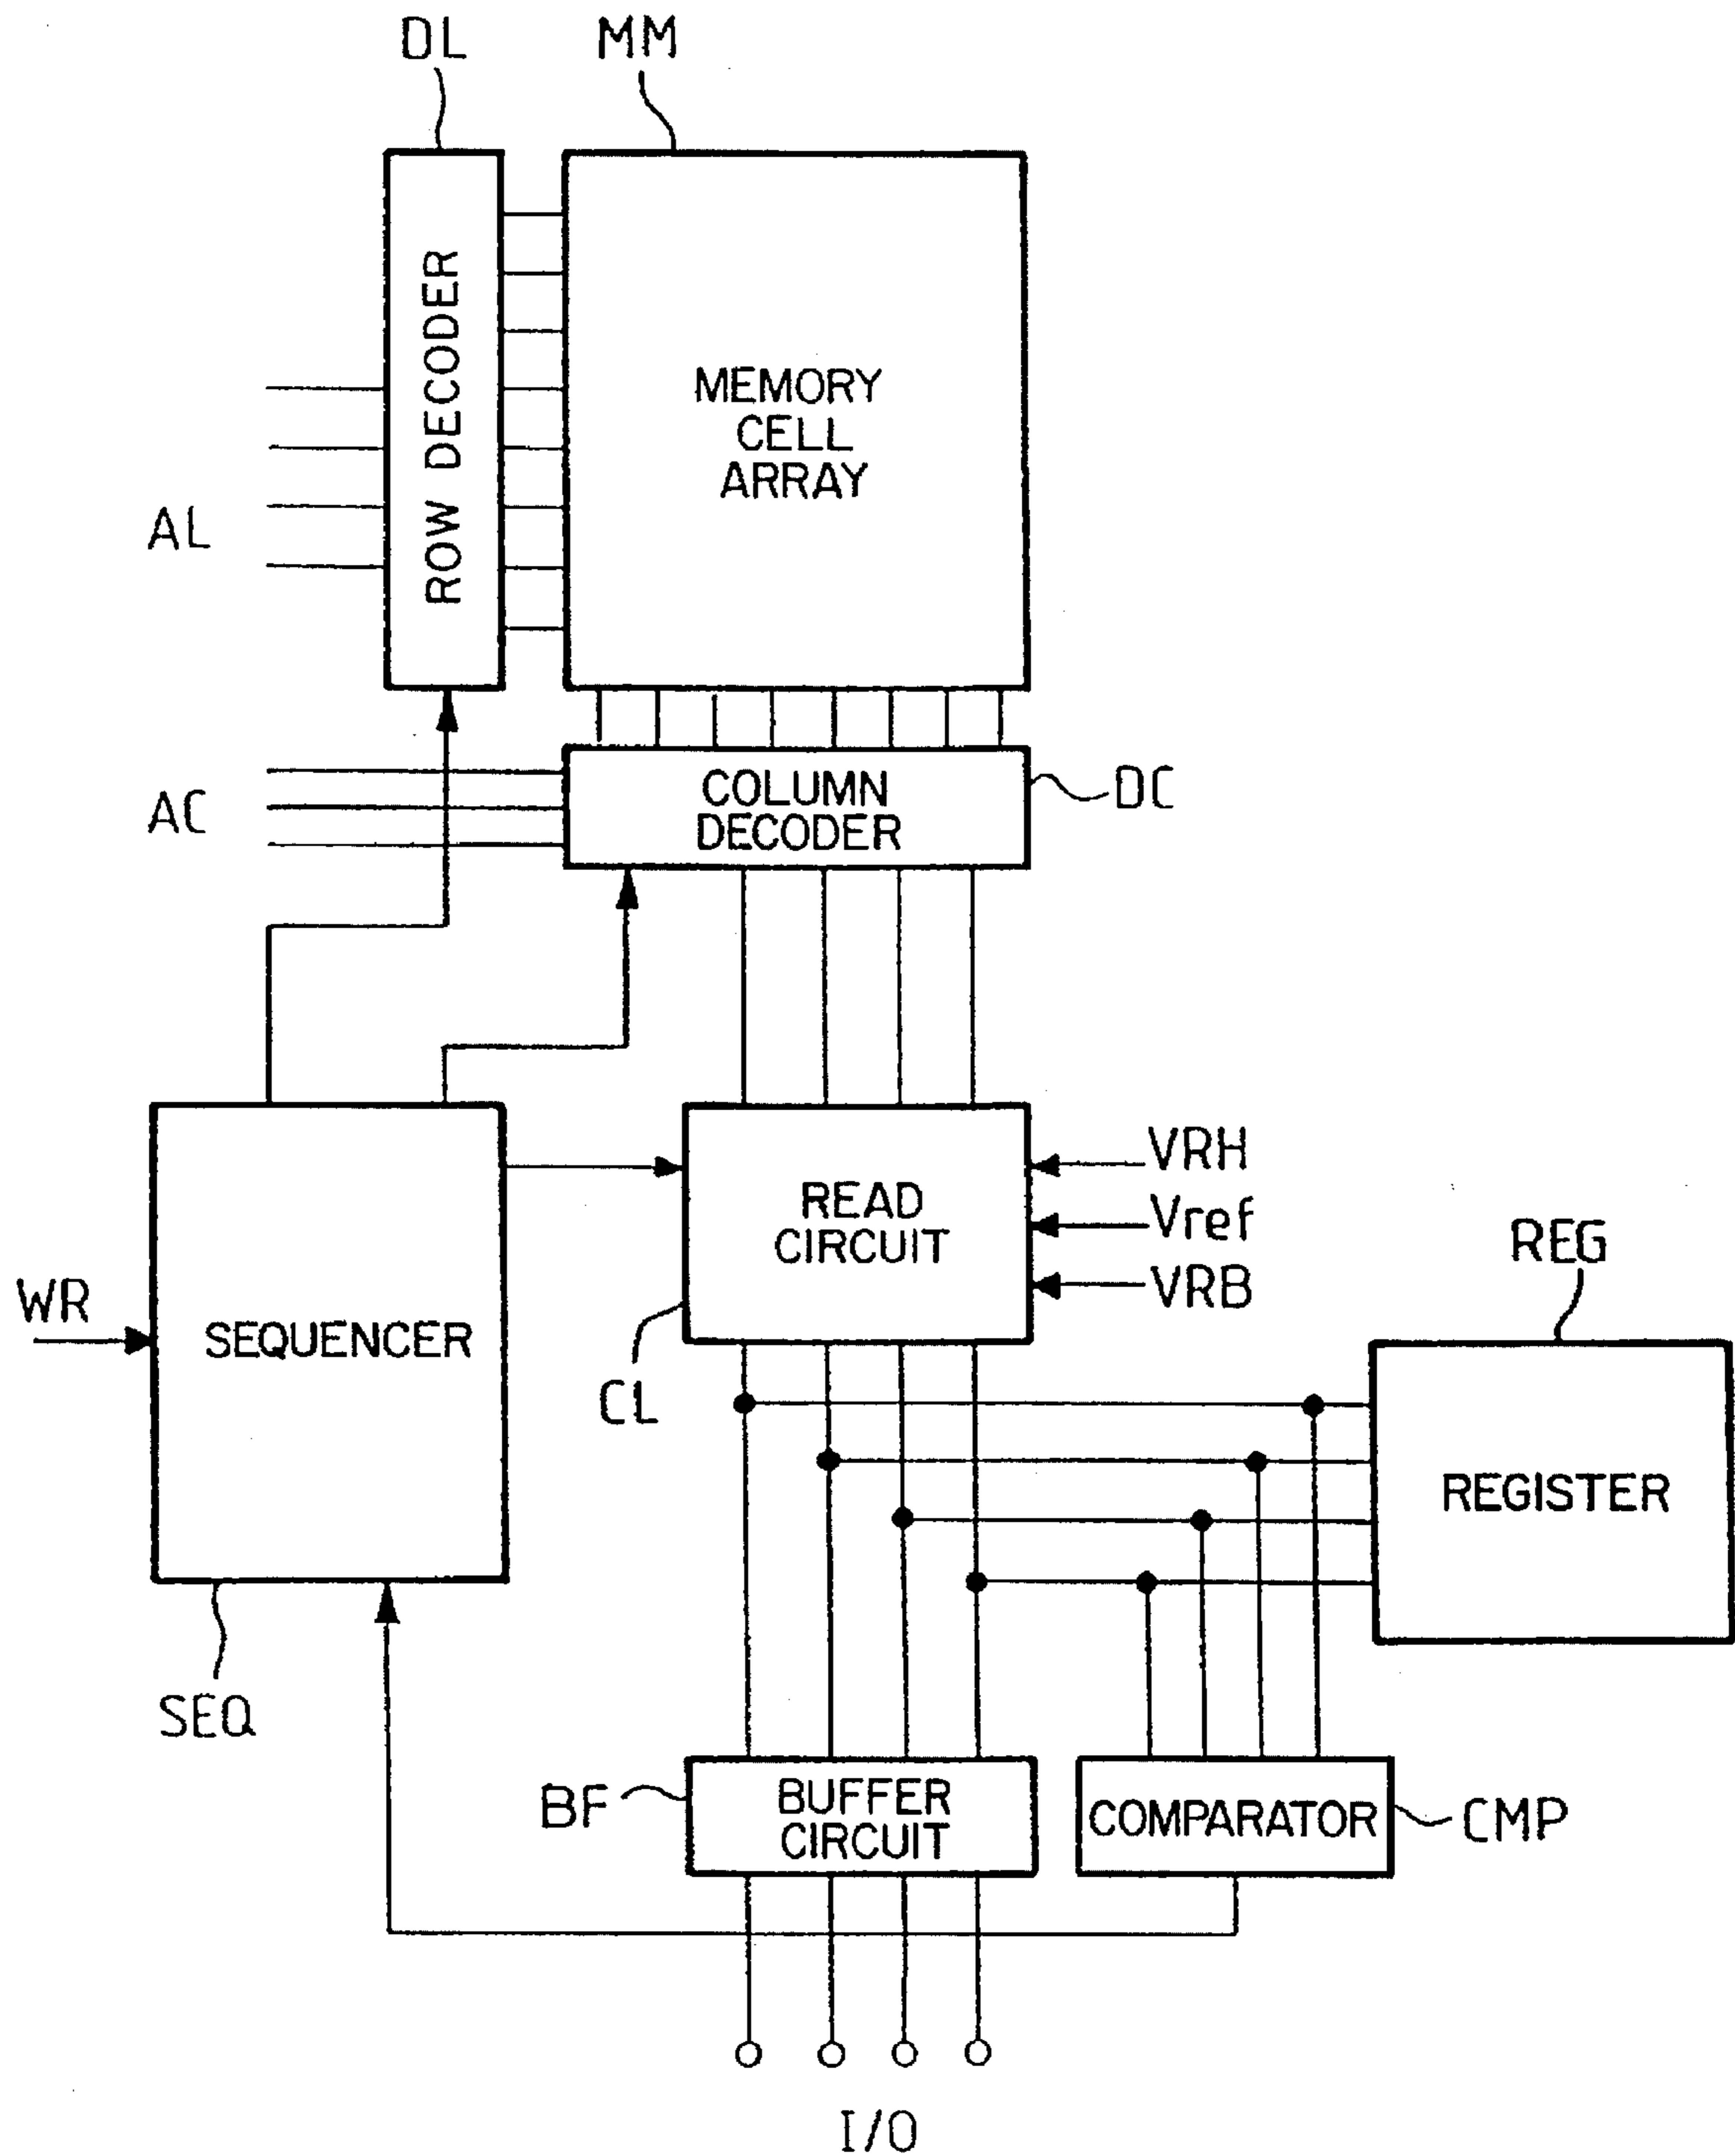 DL
MM
ROW DECODER
MEMORY
CELL
ARRAY
AL
AC
COLUMN
DECODER
DC
VRH
READ
CIRCUIT
Vref
VRB
REG
WR
SEQUENCER
CL
REGISTER
SEQ
BF
BUFFER
CIRCUIT
COMPARATOR
CMP
I/O